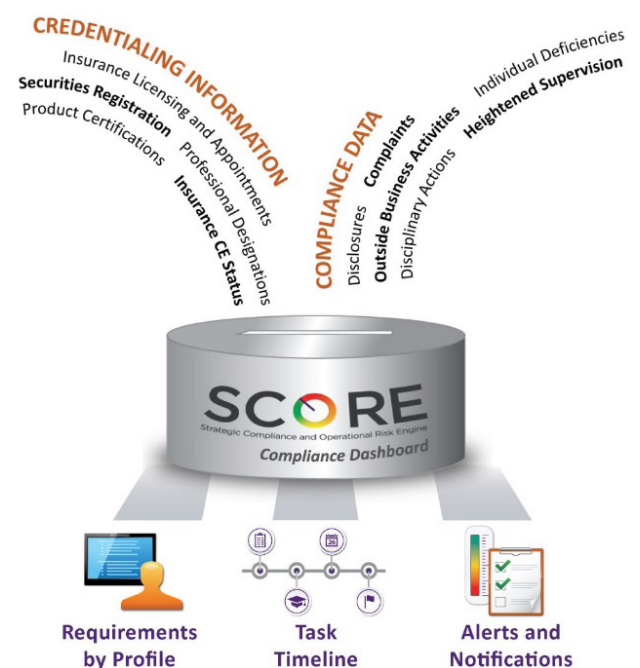 CREDENTIALING INFORMATION
Insurance Licensing and Appointments
Securities Registration
Professional Designations
Product Certifications
Insurance CE Status
COMPLIANCE DATA
Disclosures
Complaints
Outside Business Activities
Disciplinary Actions
Individual Deficiencies
Heightened Supervision
SCORE
Strategic Compliance and Operational Risk Engine
Compliance Dashboard
26
Requirements
by Profile
Task
Timeline
Alerts and
Notifications